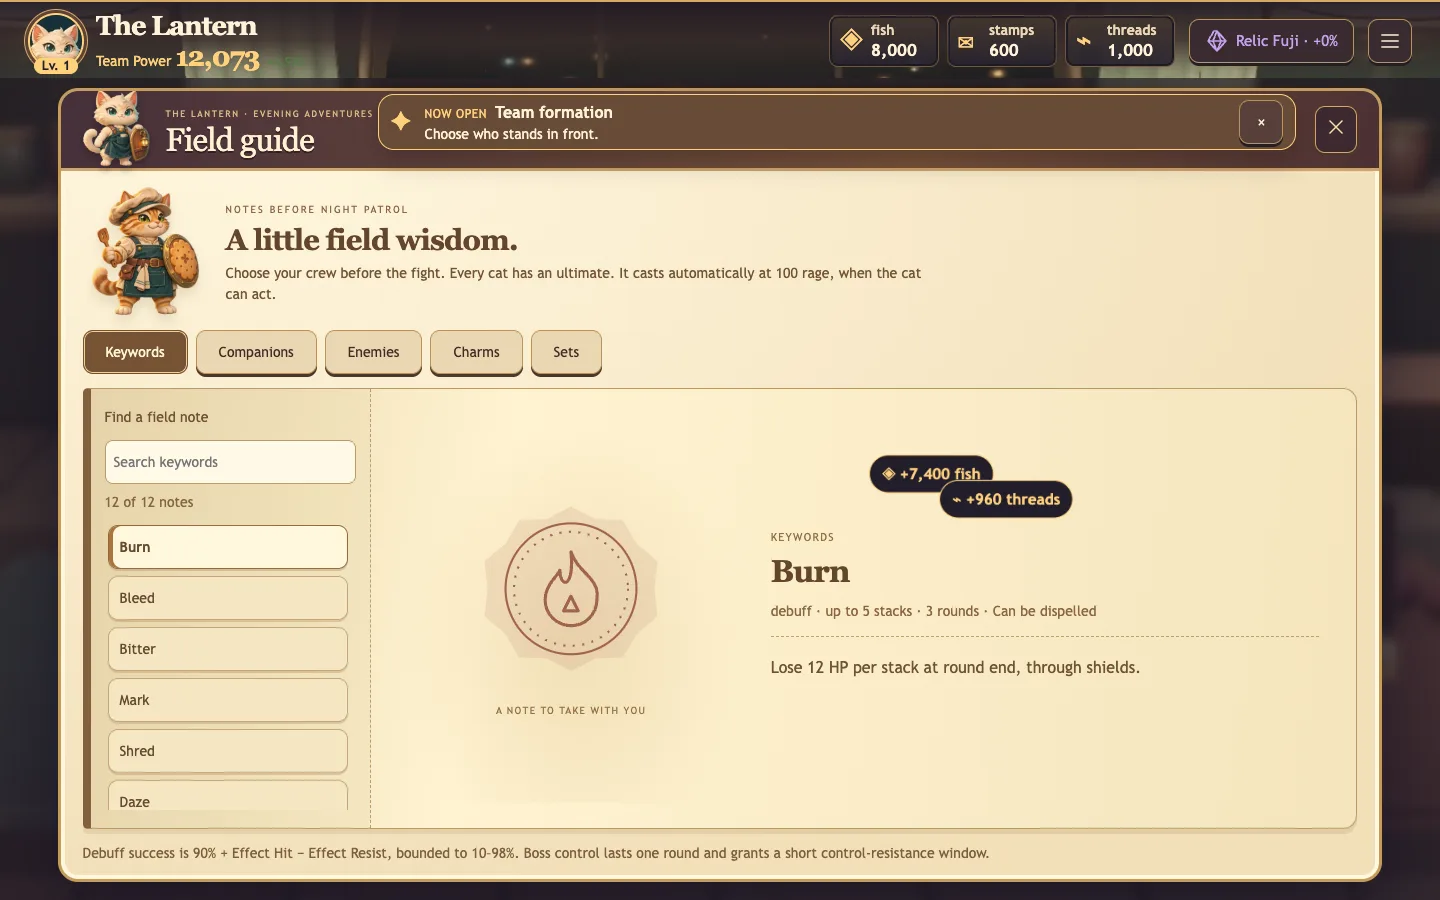 The Lantern
Lv. 1
Team Power 12,073
fish
8,000
stamps
600
threads
1,000
Relic Fuji · +0%
THE LANTERN · EVENING ADVENTURES
Field guide
NOW OPEN Team formation
Choose who stands in front.
×
NOTES BEFORE NIGHT PATROL
A little field wisdom.
Choose your crew before the fight. Every cat has an ultimate. It casts automatically at 100 rage, when the cat
can act.
Keywords
Companions
Enemies
Charms
Sets
Find a field note
Search keywords
12 of 12 notes
Burn
Bleed
Bitter
Mark
Shred
Daze
A NOTE TO TAKE WITH YOU
+7,400 fish
+960 threads
KEYWORDS
Burn
debuff · up to 5 stacks · 3 rounds · Can be dispelled
Lose 12 HP per stack at round end, through shields.
Debuff success is 90% + Effect Hit − Effect Resist, bounded to 10–98%. Boss control lasts one round and grants a short control-resistance window.